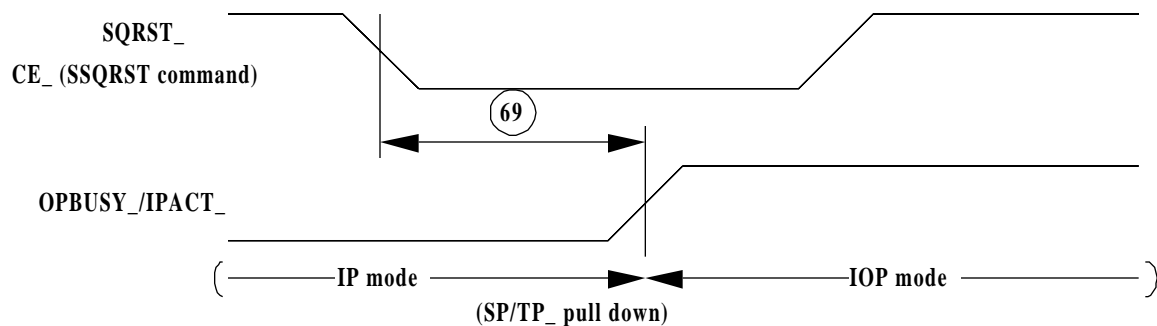 SQRST_
CE_ (SSQRST command)
69
OPBUSY_/IPACT_
IP mode
IOP mode
(SP/TP_ pull down)